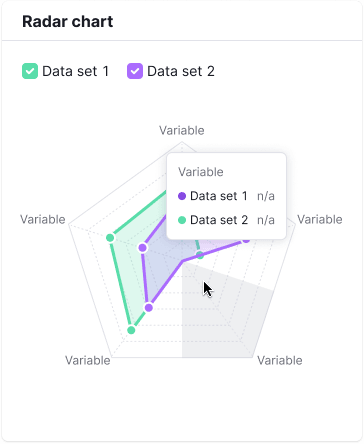 Radar chart
Data set 1 Data set 2
Variable
Variable
Data set 1 n/a
Data set 2 n/a
Variable
Variable
Variable
Variable